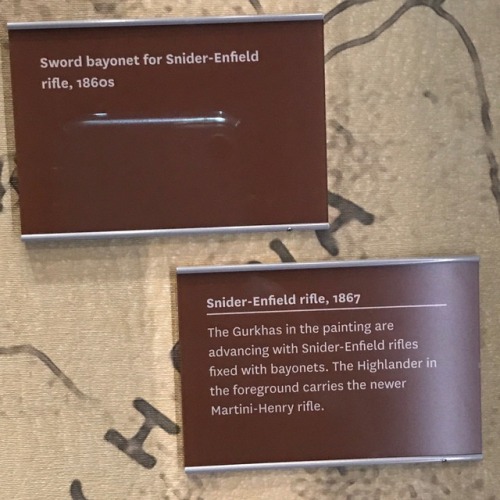 Sword bayonet for Snider-Enfield
rifle, 1860s
Snider-Enfield rifle, 1867
The Gurkhas in the painting are
advancing with Snider-Enfield rifles
fixed with bayonets. The Highlander in
the foreground carries the newer
Martini-Henry rifle.